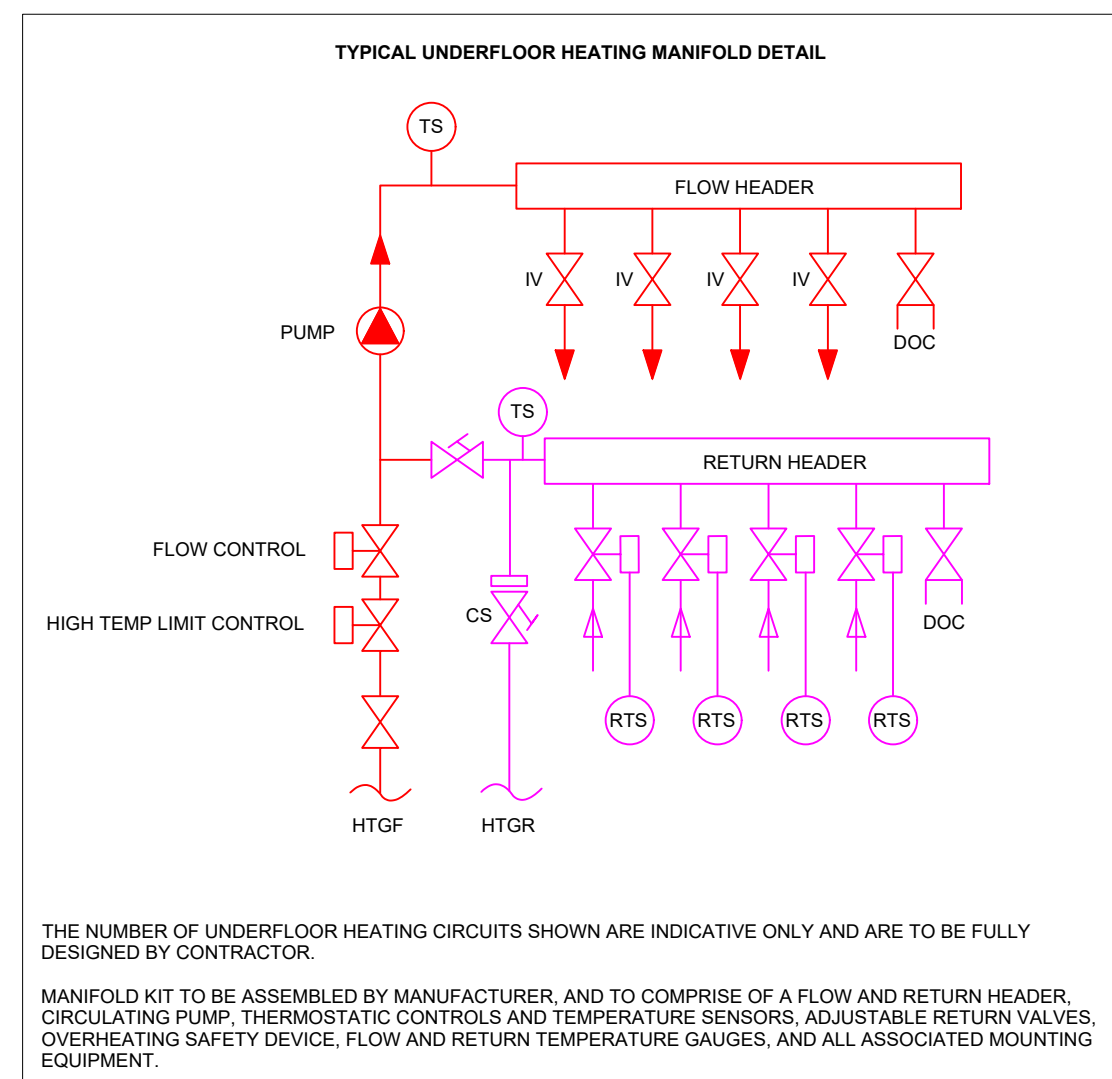 TYPICAL UNDERFLOOR HEATING MANIFOLD DETAIL
TS
FLOW HEADER
IV
IV
IV
IV
PUMP
DOC
TS
RETURN HEADER
FLOW CONTROL
HIGH TEMP LIMIT CONTROL
CS
DOC
RTS
RTS
RTS
RTS
HTGF
HTGR
THE NUMBER OF UNDERFLOOR HEATING CIRCUITS SHOWN ARE INDICATIVE ONLY AND ARE TO BE FULLY
DESIGNED BY CONTRACTOR.
MANIFOLD KIT TO BE ASSEMBLED BY MANUFACTURER, AND TO COMPRISE OF A FLOW AND RETURN HEADER,
CIRCULATING PUMP, THERMOSTATIC CONTROLS AND TEMPERATURE SENSORS, ADJUSTABLE RETURN VALVES,
OVERHEATING SAFETY DEVICE, FLOW AND RETURN TEMPERATURE GAUGES, AND ALL ASSOCIATED MOUNTING
EQUIPMENT.